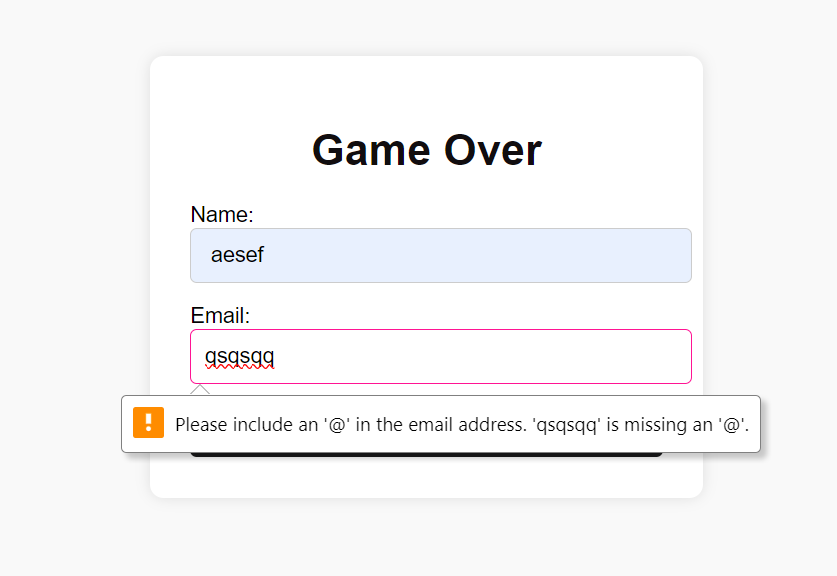 Game Over
Name:
aesef
Email:
qsqsqq
Please include an '@' in the email address. 'qsqsqq' is missing an '@'.